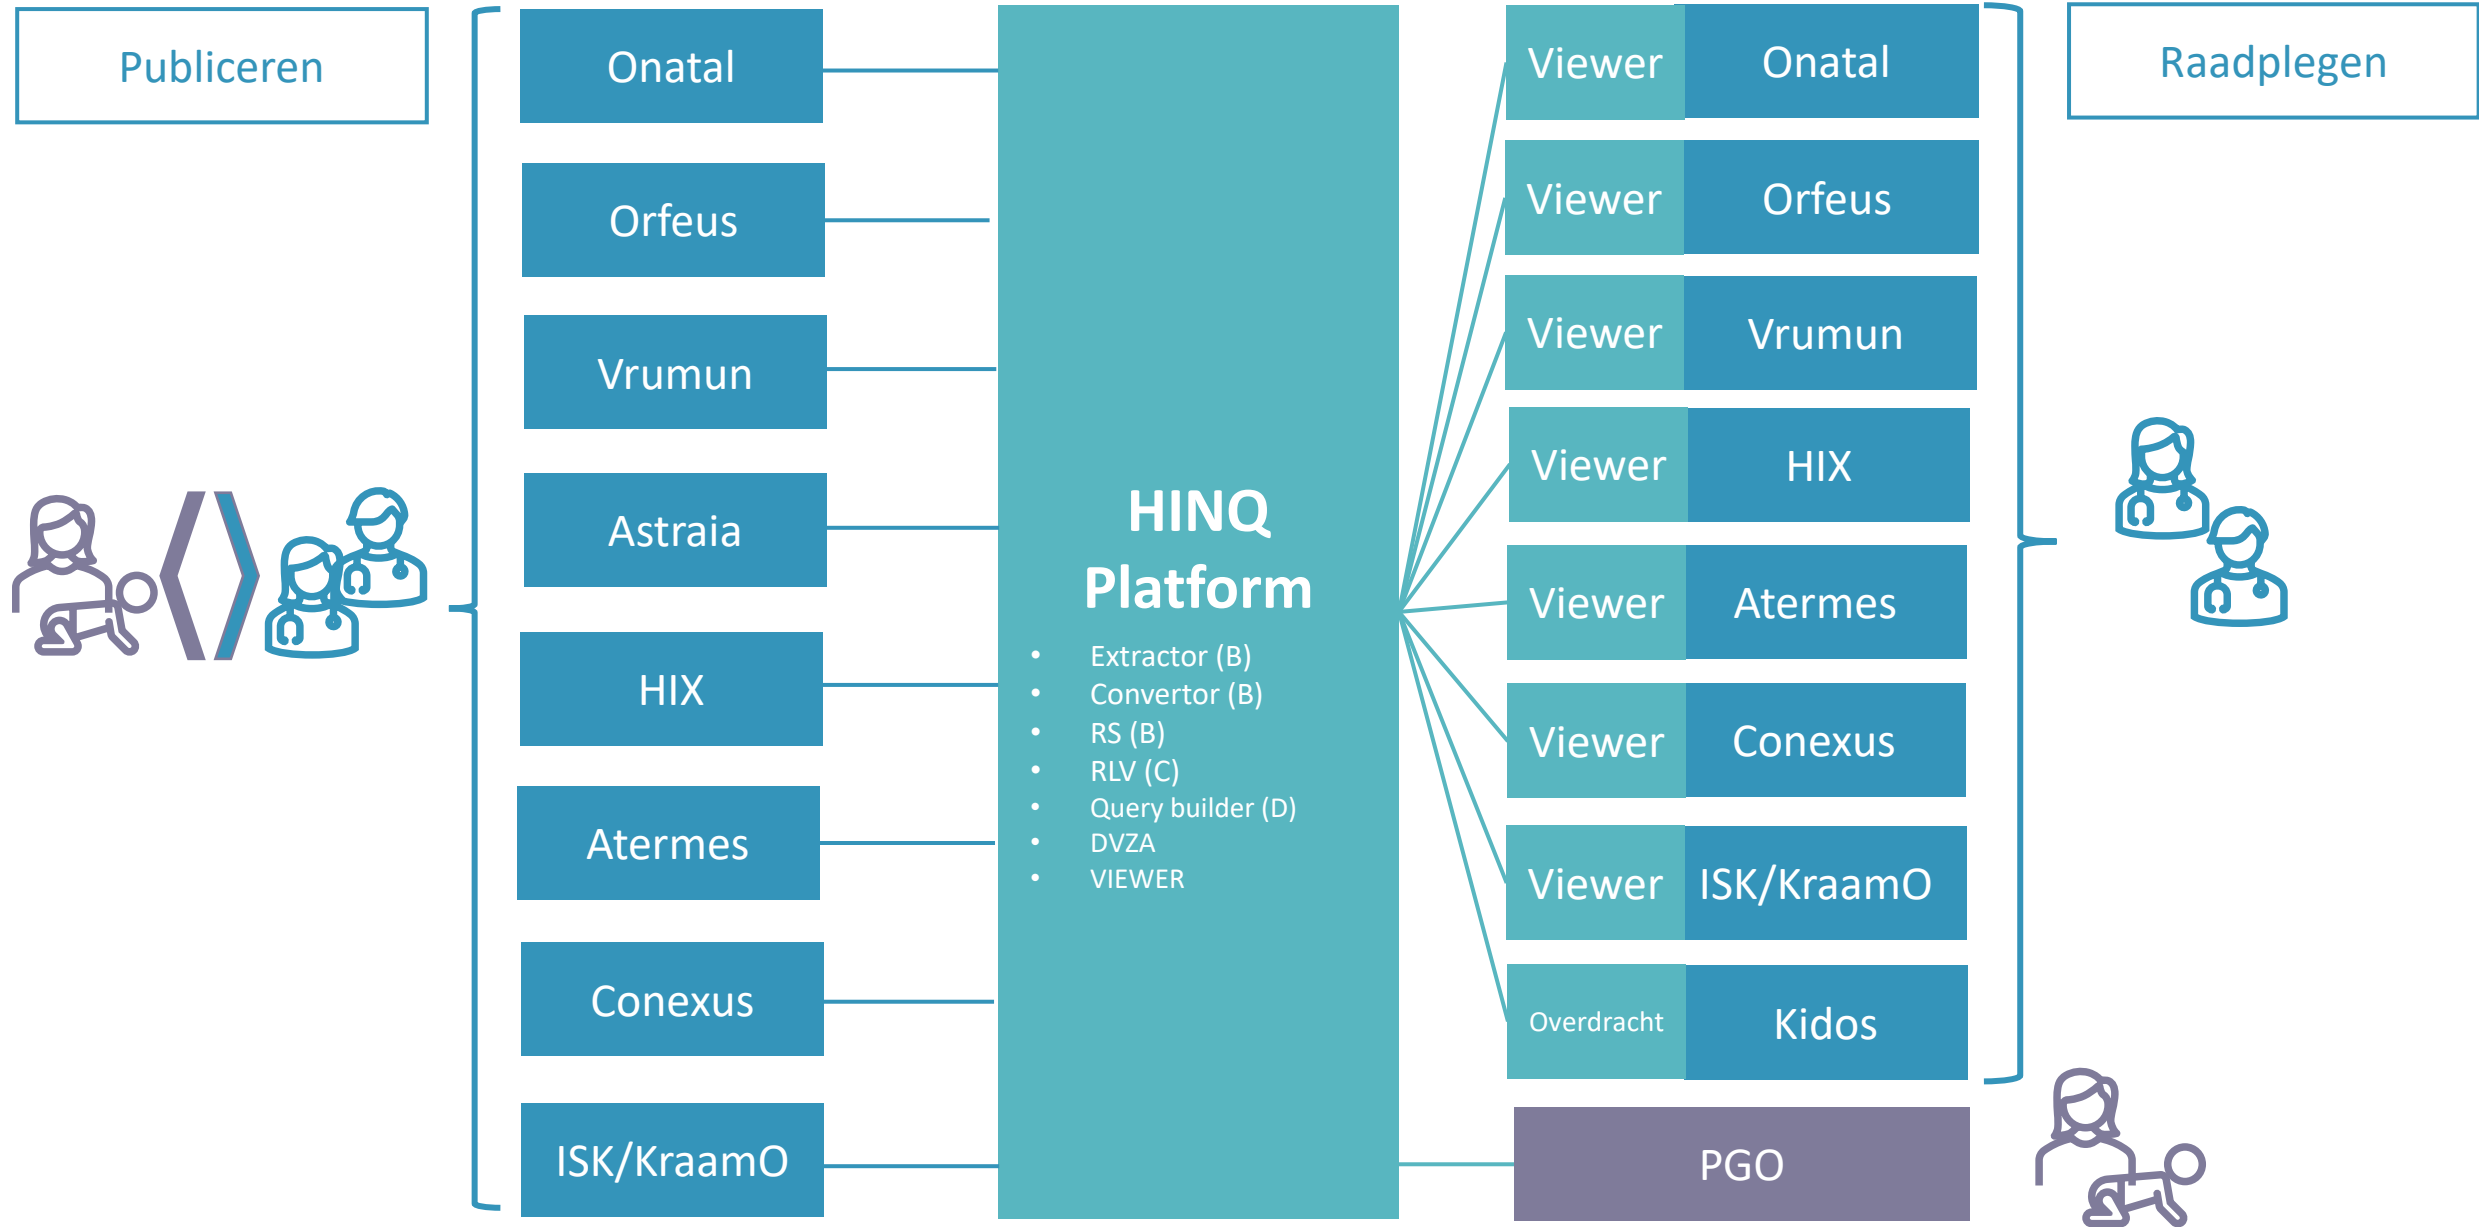 Publiceren
Onatal
Orfeus
Vrumun
Astraia
HIX
Atermes
Conexus
ISK/KraamO
HINQ
Platform
• Extractor (B)
• Convertor (B)
• RS (B)
• RLV (C)
• Query builder (D)
• DVZA
• VIEWER
Viewer Onatal
Viewer Orfeus
Viewer Vrumun
Viewer HIX
Viewer Atermes
Viewer Conexus
Viewer ISK/KraamO
Overdracht Kidos
PGO
Raadplegen